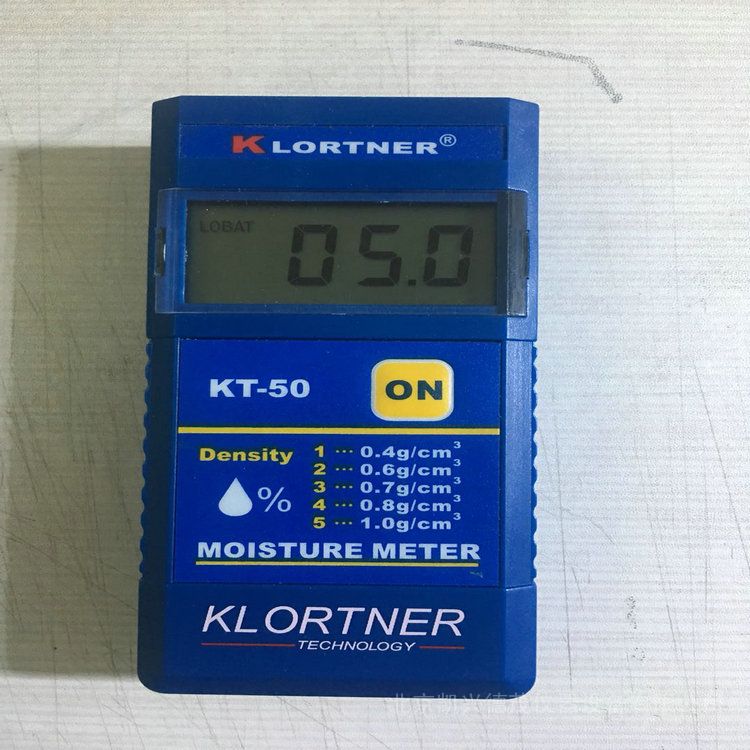 KLORTNER®
LOBAT
05.0
KT-50 ON
Density 1 ··· 0.4g/cm³
2 ··· 0.6g/cm³
3 ··· 0.7g/cm³
4 ··· 0.8g/cm³
5 ··· 1.0g/cm³
%
MOISTURE METER
KLORTNER
TECHNOLOGY